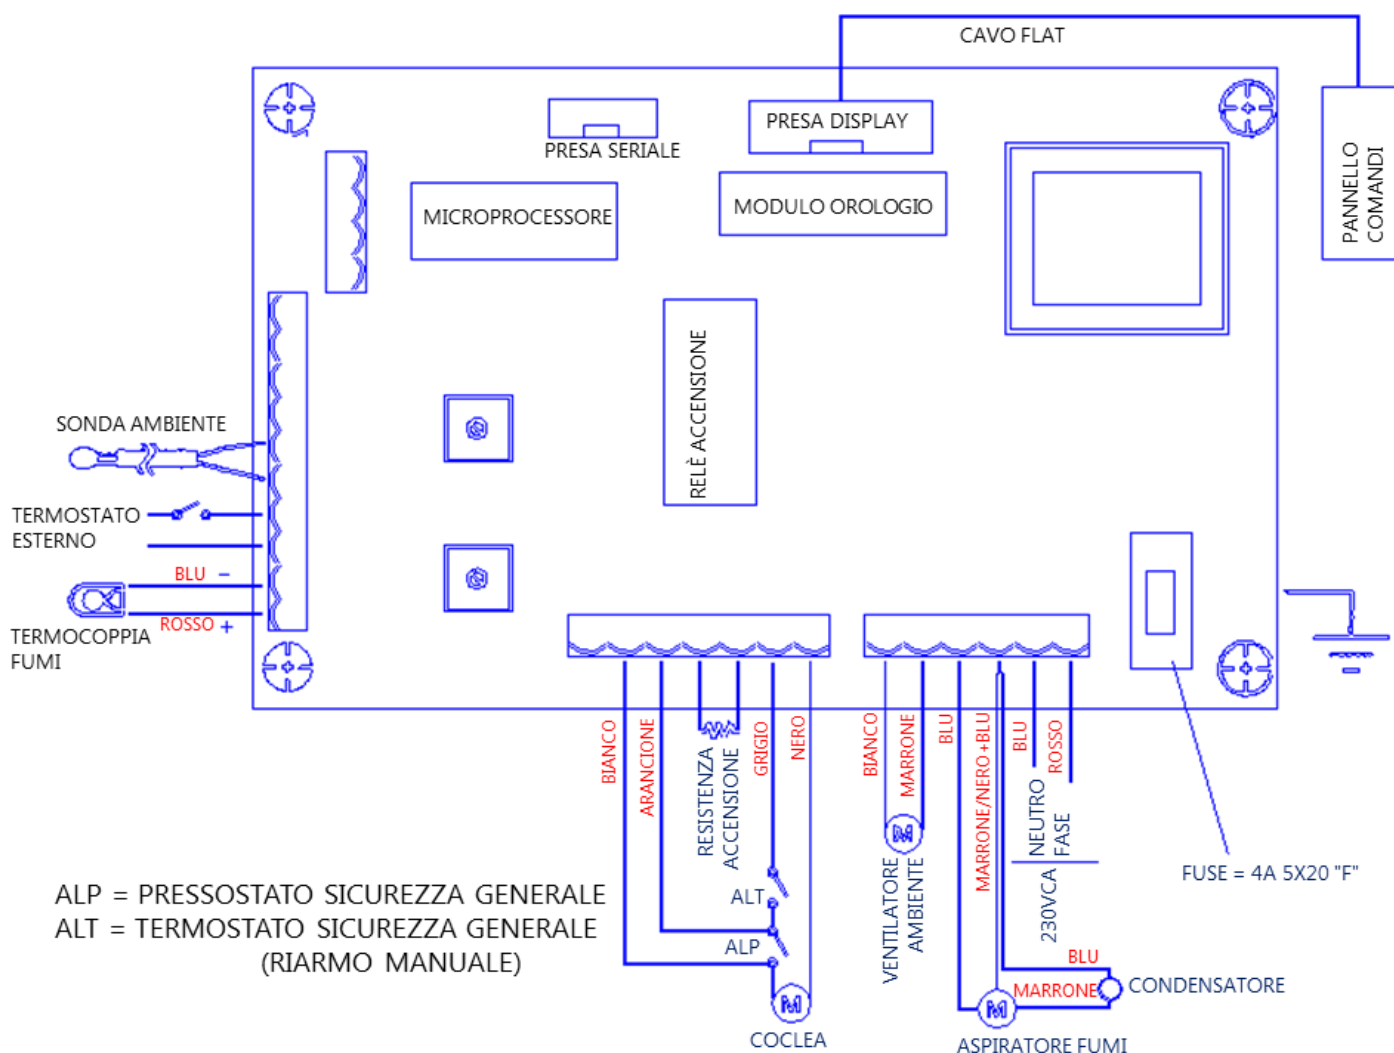 CAVO FLAT
PRESA DISPLAY
PRESA SERIALE
MICROPROCESSORE
MODULO OROLOGIO
PANNELLO
COMANDI
RELÈ ACCENSIONE
SONDA AMBIENTE
TERMOSTATO
ESTERNO
BLU -
ROSSO +
TERMOCOPPIA
FUMI
BIANCO
ARANCIONE
RESISTENZA
ACCENSIONE
GRIGIO
NERO
BIANCO
MARRONE
BLU
MARRONE/NERO +BLU
BLU
ROSSO
NEUTRO
FASE
230VCA
FUSE = 4A 5X20 "F"
ALT
ALP
M
COCLEA
M
VENTILATORE
AMBIENTE
BLU
MARRONE
CONDENSATORE
M
ASPIRATORE FUMI
ALP = PRESSOSTATO SICUREZZA GENERALE
ALT = TERMOSTATO SICUREZZA GENERALE
(RIARMO MANUALE)